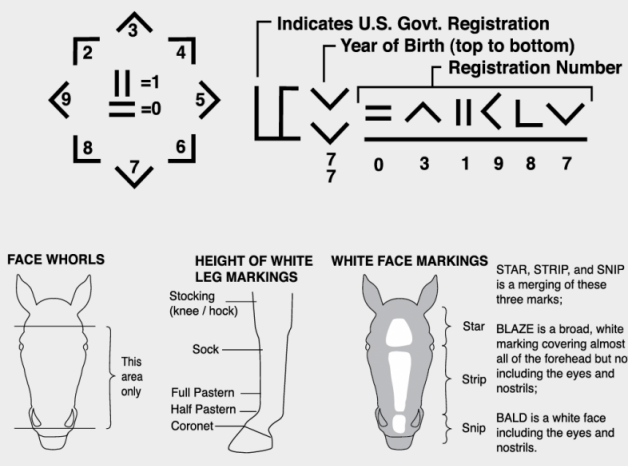 3
2
4
=1
9
=0
5
8
6
7
Indicates U.S. Govt. Registration
Year of Birth (top to bottom)
Registration Number
7
7
0 3 1 9 8 7
FACE WHORLS
This
area
only
HEIGHT OF WHITE
LEG MARKINGS
Stocking
(knee / hock)
Sock
Full Pastern
Half Pastern
Coronet
WHITE FACE MARKINGS
Star
Strip
Snip
STAR, STRIP, and SNIP
is a merging of these
three marks;
BLAZE is a broad, white
marking covering almost
all of the forehead but no
including the eyes and
nostrils;
BALD is a white face
including the eyes and
nostrils.